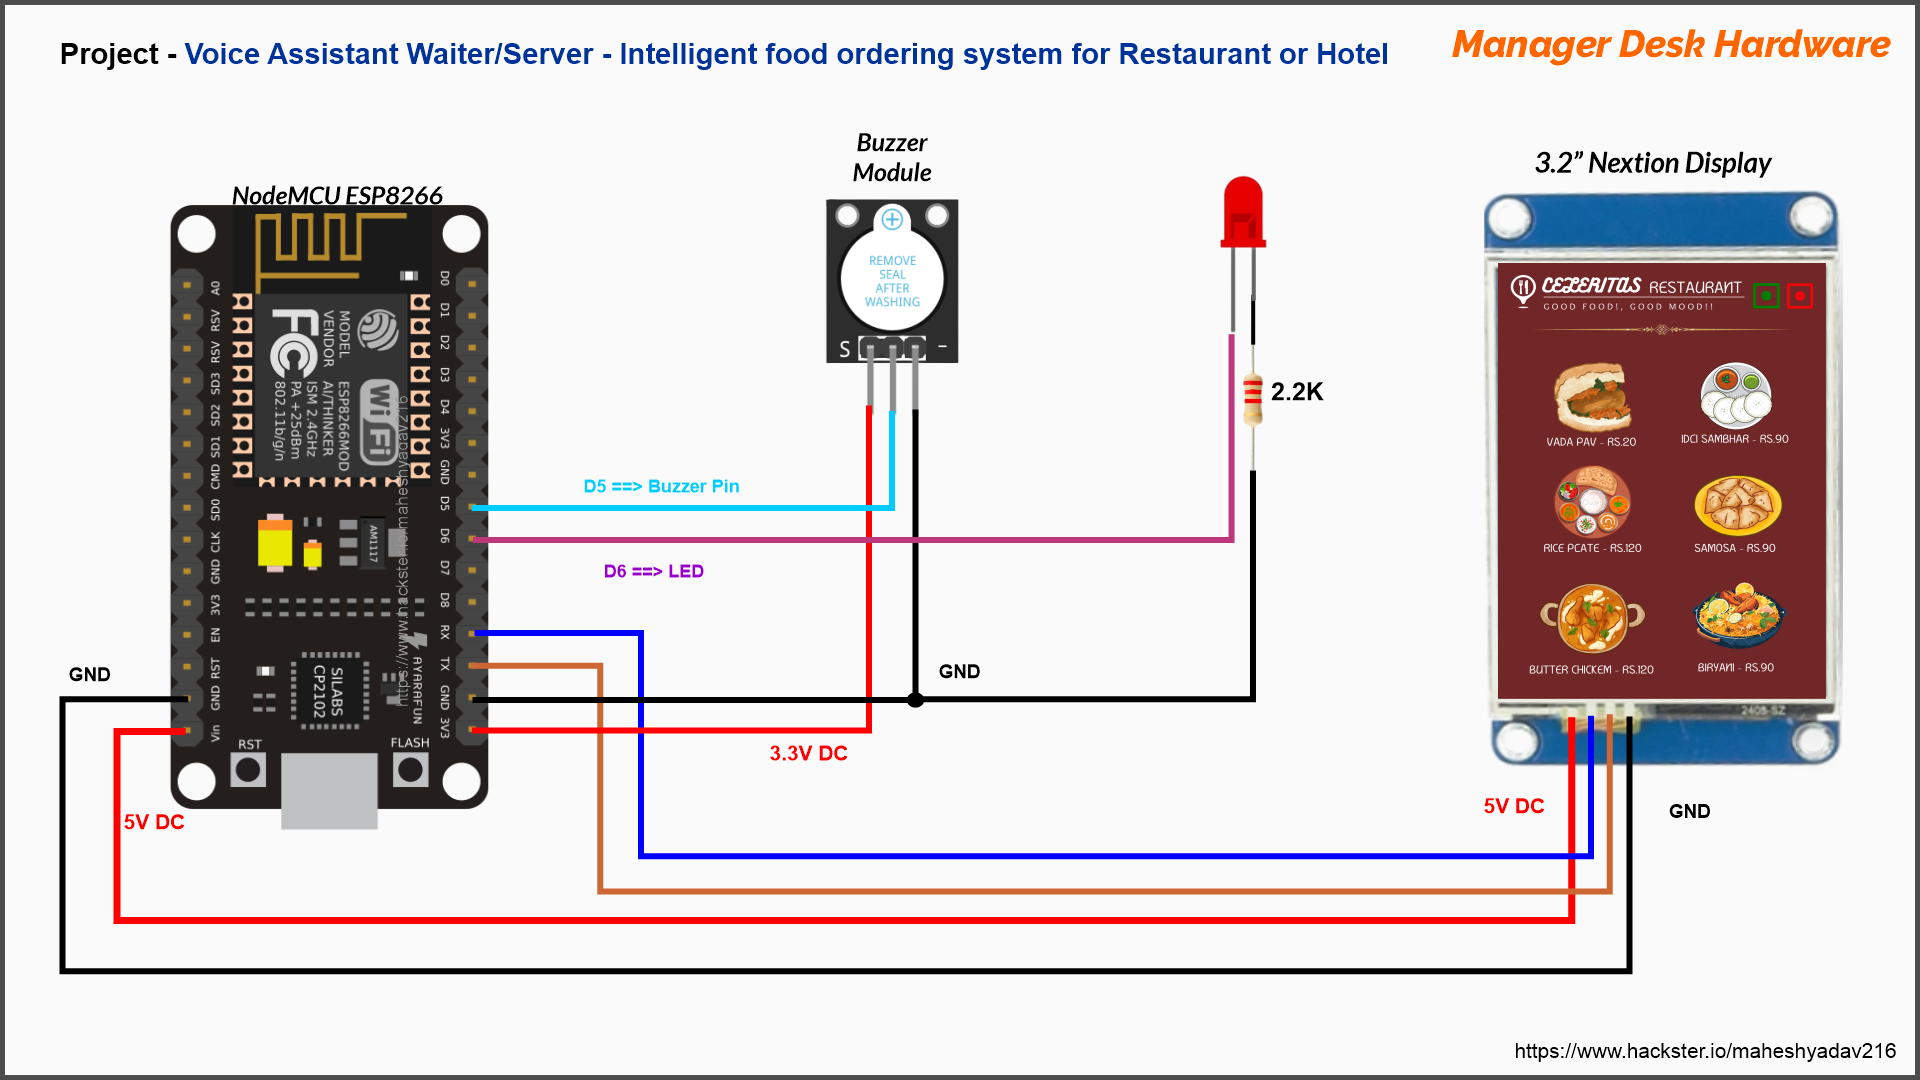 Project - Voice Assistant Waiter/Server - Intelligent food ordering system for Restaurant or Hotel
Manager Desk Hardware
NodeMCU ESP8266
A0
RSV
RSV
SD3
SD2
SD1
CMD
SD0
CLK
GND
3V3
EN
RST
GND
Vin
D0
D1
D2
D3
D4
3V3
GND
D5
D6
D7
D8
RX
TX
GND
3V3
MODEL
VENDOR
FC
ESP8266MOD
AI/THINKER
ISM 2.4GHz
PA +25dBm
802.11b/g/n
WiFi
AM1117
https://www.hackster.io/maheshyadav216
AYARAFUN
SILABS
CP2102
RST
FLASH
GND
5V DC
Buzzer
Module
REMOVE
SEAL
AFTER
WASHING
S
-
D5 ==> Buzzer Pin
D6 ==> LED
GND
3.3V DC
2.2K
3.2” Nextion Display
CELERITAS RESTAURANT
GOOD FOOD!, GOOD MOOD!!
VADA PAV - RS.20
IDCI SAMBHAR - RS.90
RICE PCATE - RS.120
SAMOSA - RS.90
BUTTER CHICKEM - RS.120
BIRYANI - RS.90
2408-SZ
5V DC
GND
https://www.hackster.io/maheshyadav216